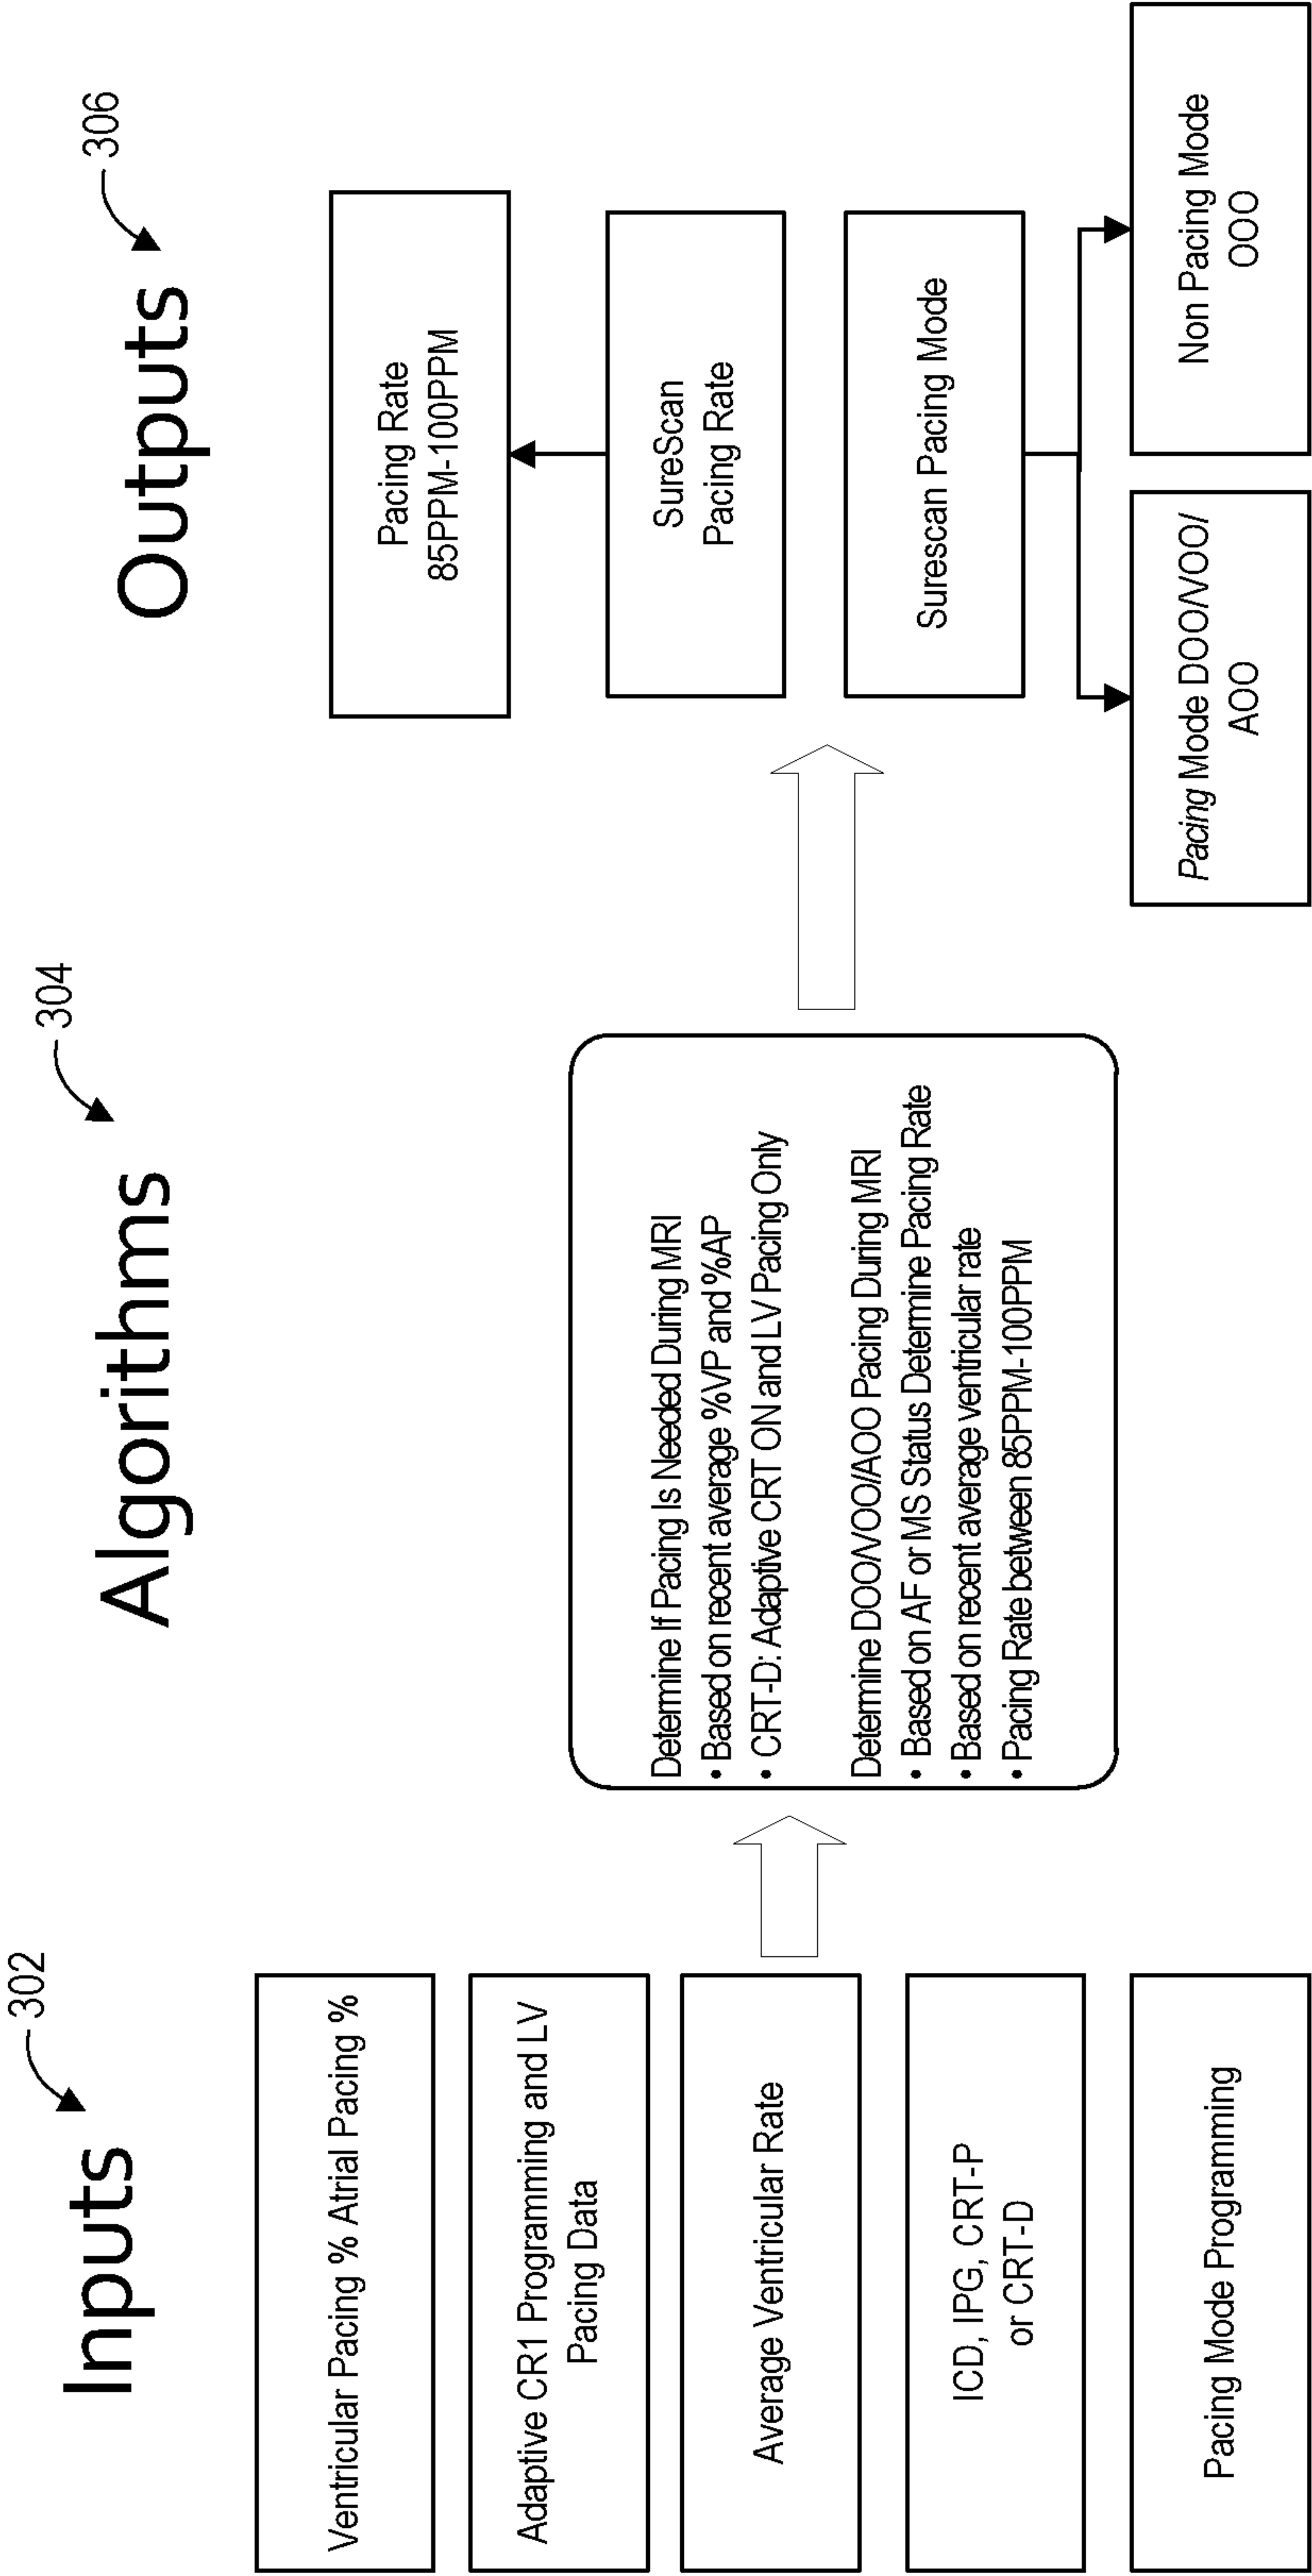 Inputs
302
Ventricular Pacing % Atrial Pacing %
Adaptive CR1 Programming and LV
Pacing Data
Average Ventricular Rate
ICD, IPG, CRT-P
or CRT-D
Pacing Mode Programming
Algorithms
304
Determine If Pacing Is Needed During MRI
• Based on recent average %VP and %AP
• CRT-D: Adaptive CRT ON and LV Pacing Only
Determine DOO/VOO/AOO Pacing During MRI
• Based on AF or MS Status Determine Pacing Rate
• Based on recent average ventricular rate
• Pacing Rate between 85PPM-100PPM
Outputs
306
Pacing Rate
85PPM-100PPM
SureScan
Pacing Rate
Surescan Pacing Mode
Pacing Mode DOO/VOO/
AOO
Non Pacing Mode
OOO